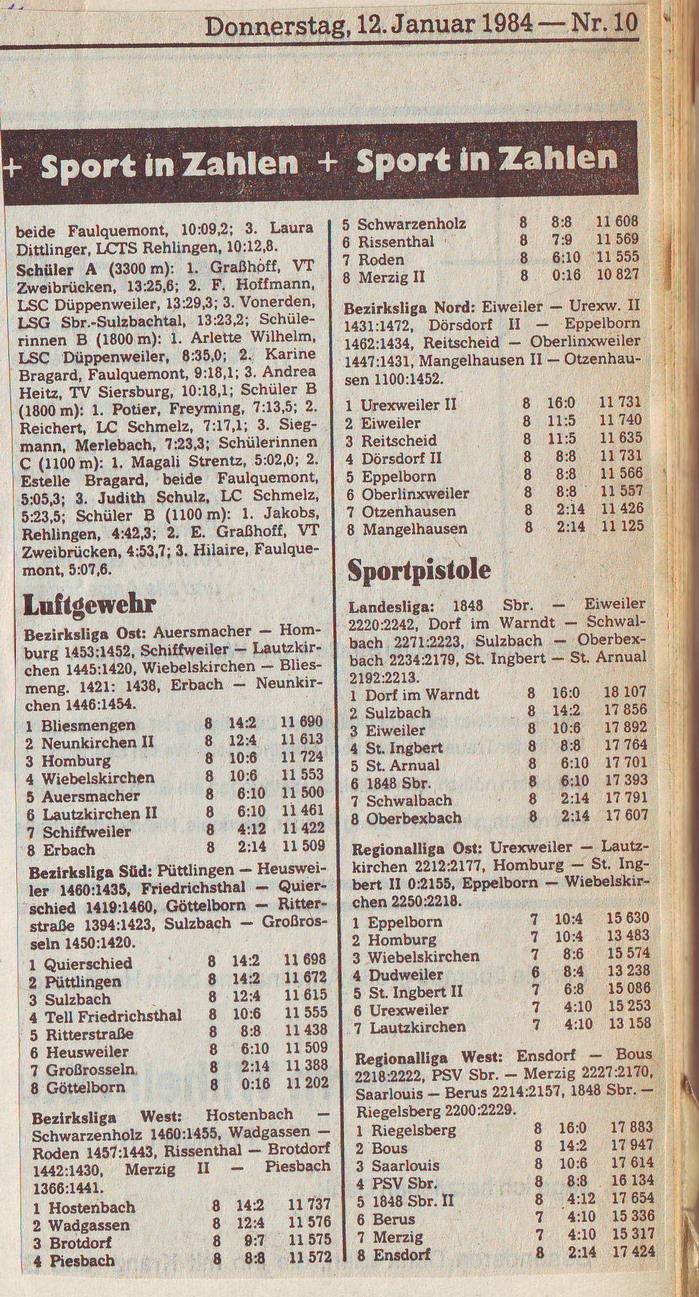 Donnerstag, 12. Januar 1984 — Nr. 10
+ Sport in Zahlen + Sport in Zahlen
beide Faulquemont, 10:09,2; 3. Laura
Dittlinger, LCTS Rehlingen, 10:12,8.
Schüler A (3300 m): 1. Graßhoff, VT
Zweibrücken, 13:25,6; 2. F. Hoffmann,
LSC Düppenweiler, 13:29,3; 3. Vonerden,
LSG Sbr.-Sulzbachtal, 13:23,2; Schüle-
rinnen B (1800 m): 1. Arlette Wilhelm,
LSC Düppenweiler, 8:35,0; 2. Karine
Bragard, Faulquemont, 9:18,1; 3. Andrea
Heitz, TV Siersburg, 10:18,1; Schüler B
(1800 m): 1. Potier, Freyming, 7:13,5; 2.
Reichert, LC Schmelz, 7:17,1; 3. Sieg-
mann, Merlebach, 7:23,3; Schülerinnen
C (1100 m): 1. Magali Strentz, 5:02,0; 2.
Estelle Bragard, beide Faulquemont,
5:05,3; 3. Judith Schulz, LC Schmelz,
5:23,5; Schüler B (1100 m): 1. Jakobs,
Rehlingen, 4:42,3; 2. E. Graßhoff, VT
Zweibrücken, 4:53,7; 3. Hilaire, Faulque-
mont, 5:07,6.
Luftgewehr
Bezirksliga Ost: Auersmacher — Hom-
burg 1453:1452, Schiffweiler — Lautzkir-
chen 1445:1420, Wiebelskirchen — Blies-
meng. 1421: 1438, Erbach — Neunkir-
chen 1446:1454.
1 Bliesmengen 8 14:2 11 690
2 Neunkirchen II 8 12:4 11 613
3 Homburg 8 10:6 11 724
4 Wiebelskirchen 8 10:6 11 553
5 Auersmacher 8 6:10 11 500
6 Lautzkirchen II 8 6:10 11 461
7 Schiffweiler 8 4:12 11 422
8 Erbach 8 2:14 11 509
Bezirksliga Süd: Püttlingen — Heuswei-
ler 1460:1435, Friedrichsthal — Quier-
schied 1419:1460, Göttelborn — Ritter-
straße 1394:1423, Sulzbach — Großros-
seln 1450:1420.
1 Quierschied 8 14:2 11 698
2 Püttlingen 8 14:2 11 672
3 Sulzbach 8 12:4 11 615
4 Tell Friedrichsthal 8 10:6 11 555
5 Ritterstraße 8 8:8 11 438
6 Heusweiler 8 6:10 11 509
7 Großrosseln 8 2:14 11 388
8 Göttelborn 8 0:16 11 202
Bezirksliga West: Hostenbach —
Schwarzenholz 1460:1455, Wadgassen —
Roden 1457:1443, Rissenthal — Brotdorf
1442:1430, Merzig II — Piesbach
1366:1441.
1 Hostenbach 8 14:2 11 737
2 Wadgassen 8 12:4 11 576
3 Brotdorf 8 9:7 11 575
4 Piesbach 8 8:8 11 572
5 Schwarzenholz 8 8:8 11 608
6 Rissenthal 8 7:9 11 569
7 Roden 8 6:10 11 555
8 Merzig II 8 0:16 10 827
Bezirksliga Nord: Eiweiler — Urexw. II
1431:1472, Dörsdorf II — Eppelborn
1462:1434, Reitscheid — Oberlinxweiler
1447:1431, Mangelhausen II — Otzenhau-
sen 1100:1452.
1 Urexweiler II 8 16:0 11 731
2 Eiweiler 8 11:5 11 740
3 Reitscheid 8 11:5 11 635
4 Dörsdorf II 8 8:8 11 731
5 Eppelborn 8 8:8 11 566
6 Oberlinxweiler 8 8:8 11 557
7 Otzenhausen 8 2:14 11 426
8 Mangelhausen 8 2:14 11 125
Sportpistole
Landesliga: 1848 Sbr. — Eiweiler
2220:2242, Dorf im Warndt — Schwal-
bach 2271:2223, Sulzbach — Oberbex-
bach 2234:2179, St. Ingbert — St. Arnual
2192:2213.
1 Dorf im Warndt 8 16:0 18 107
2 Sulzbach 8 14:2 17 856
3 Eiweiler 8 10:6 17 892
4 St. Ingbert 8 8:8 17 764
5 St. Arnual 8 6:10 17 701
6 1848 Sbr. 8 6:10 17 393
7 Schwalbach 8 2:14 17 791
8 Oberbexbach 8 2:14 17 607
Regionalliga Ost: Urexweiler — Lautz-
kirchen 2212:2177, Homburg — St. Ing-
bert II 0:2155, Eppelborn — Wiebelskir-
chen 2250:2218.
1 Eppelborn 7 10:4 15 630
2 Homburg 7 10:4 13 483
3 Wiebelskirchen 7 8:6 15 574
4 Dudweiler 6 8:4 13 238
5 St. Ingbert II 7 6:8 15 086
6 Urexweiler 7 4:10 15 253
7 Lautzkirchen 7 4:10 13 158
Regionalliga West: Ensdorf — Bous
2218:2222, PSV Sbr. — Merzig 2227:2170,
Saarlouis — Berus 2214:2157, 1848 Sbr. —
Riegelsberg 2200:2229.
1 Riegelsberg 8 16:0 17 883
2 Bous 8 14:2 17 947
3 Saarlouis 8 10:6 17 614
4 PSV Sbr. 8 8:8 16 134
5 1848 Sbr. II 8 4:12 17 654
6 Berus 7 4:10 15 336
7 Merzig 7 4:10 15 317
8 Ensdorf 8 2:14 17 424